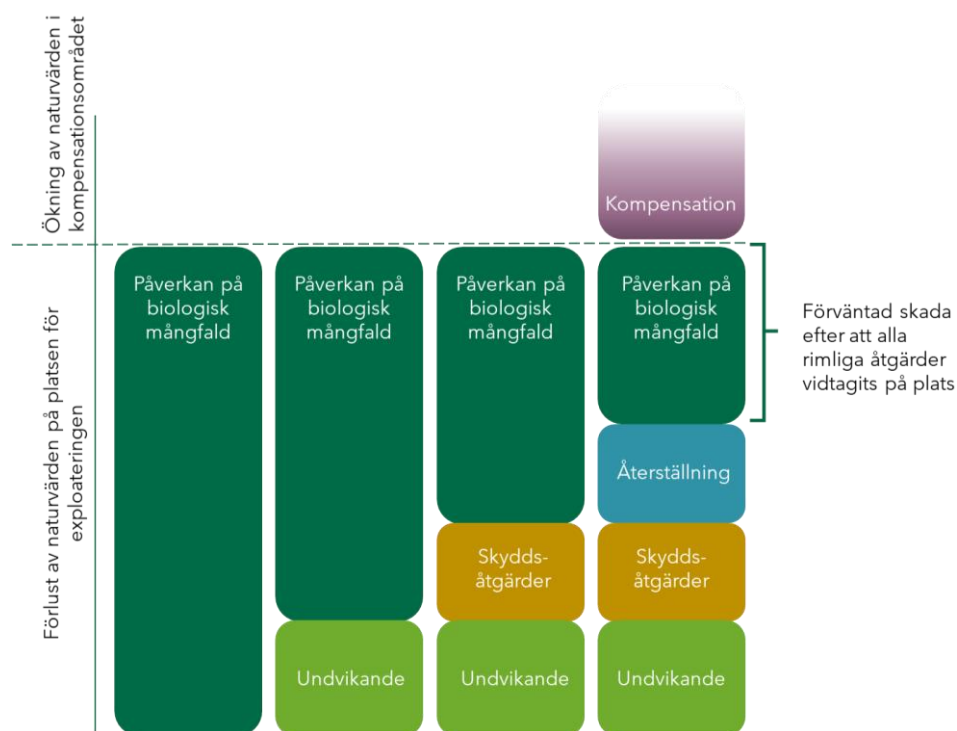 Ökning av naturvärden i
kompensationsområdet
Kompensation
Förlust av naturvärden på platsen för
exploateringen
Påverkan på
biologisk
mångfald
Påverkan på
biologisk
mångfald
Påverkan på
biologisk
mångfald
Påverkan på
biologisk
mångfald
Förväntad skada
efter att alla
rimliga åtgärder
vidtagits på plats
Återställning
Skydds-
åtgärder
Skydds-
åtgärder
Undvikande
Undvikande
Undvikande